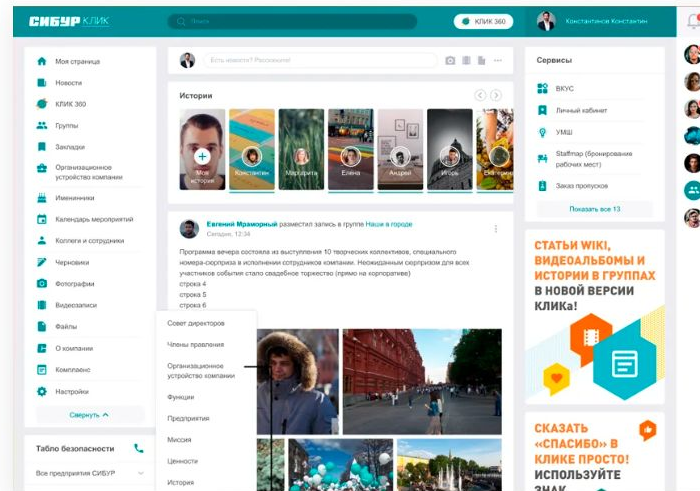 СИБУР КЛИК
Поиск
КЛИК 360
Константинов Константин
Моя страница
Новости
КЛИК 360
Группы
Закладки
Организационное
устройство компании
Именинники
Календарь мероприятий
Коллеги и сотрудники
Черновики
Фотографии
Видеозаписи
Файлы
О компании
Комплаенс
Настройки
Свернуть
Табло безопасности
Все предприятия СИБУР
Есть новости? Расскажите!
Истории
Моя
история
Константин
Маргарита
Елена
Андрей
Игорь
Екатерин
Евгений Мраморный разместил запись в группе Наши в городе
Сегодня, 12:34
Программа вечера состояла из выступления 10 творческих коллективов, специального
номера-сюрприза в исполнении сотрудников компании. Неожиданным сюрпризом для всех
участников события стало свадебное торжество (прямо на корпоративе)
строка 4
строка 5
строка 6
Совет директоров
Члены правления
Организационное
устройство компании
Функции
Предприятия
Миссия
Ценности
История
Сервисы
ВКУС
Личный кабинет
УМШ
Staffmap (бронирование
рабочих мест)
Заказ пропусков
Показать все 13
СТАТЬИ WIKI,
ВИДЕОАЛЬБОМЫ И
ИСТОРИИ В ГРУППАХ
В НОВОЙ ВЕРСИИ
КЛИКа!
СКАЗАТЬ
«СПАСИБО» В
КЛИКЕ ПРОСТО!
ИСПОЛЬЗУЙТЕ
ЗНАК